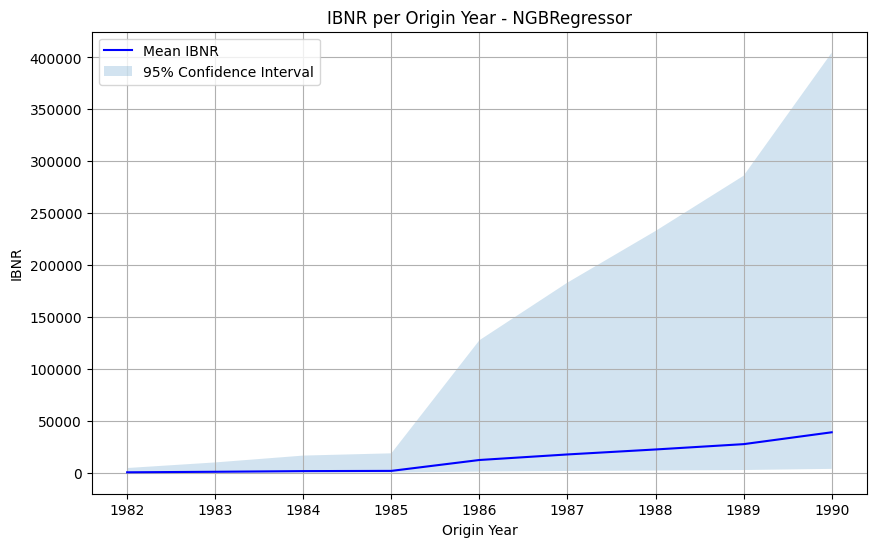 IBNR per Origin Year - NGBRegressor
Mean IBNR
95% Confidence Interval
400000
350000
300000
250000
200000
150000
100000
50000
0
IBNR
1982 1983 1984 1985 1986 1987 1988 1989 1990
Origin Year